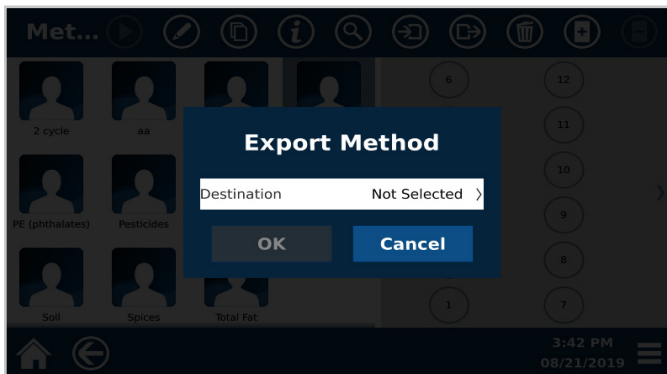 Met...
6 12
2 cycle aa
11
Export Method
10
Destination Not Selected
PE (phthalates) Pesticides
9
OK Cancel
8
1 7
Soil Spices Total Fat
3:42 PM
08/21/2019